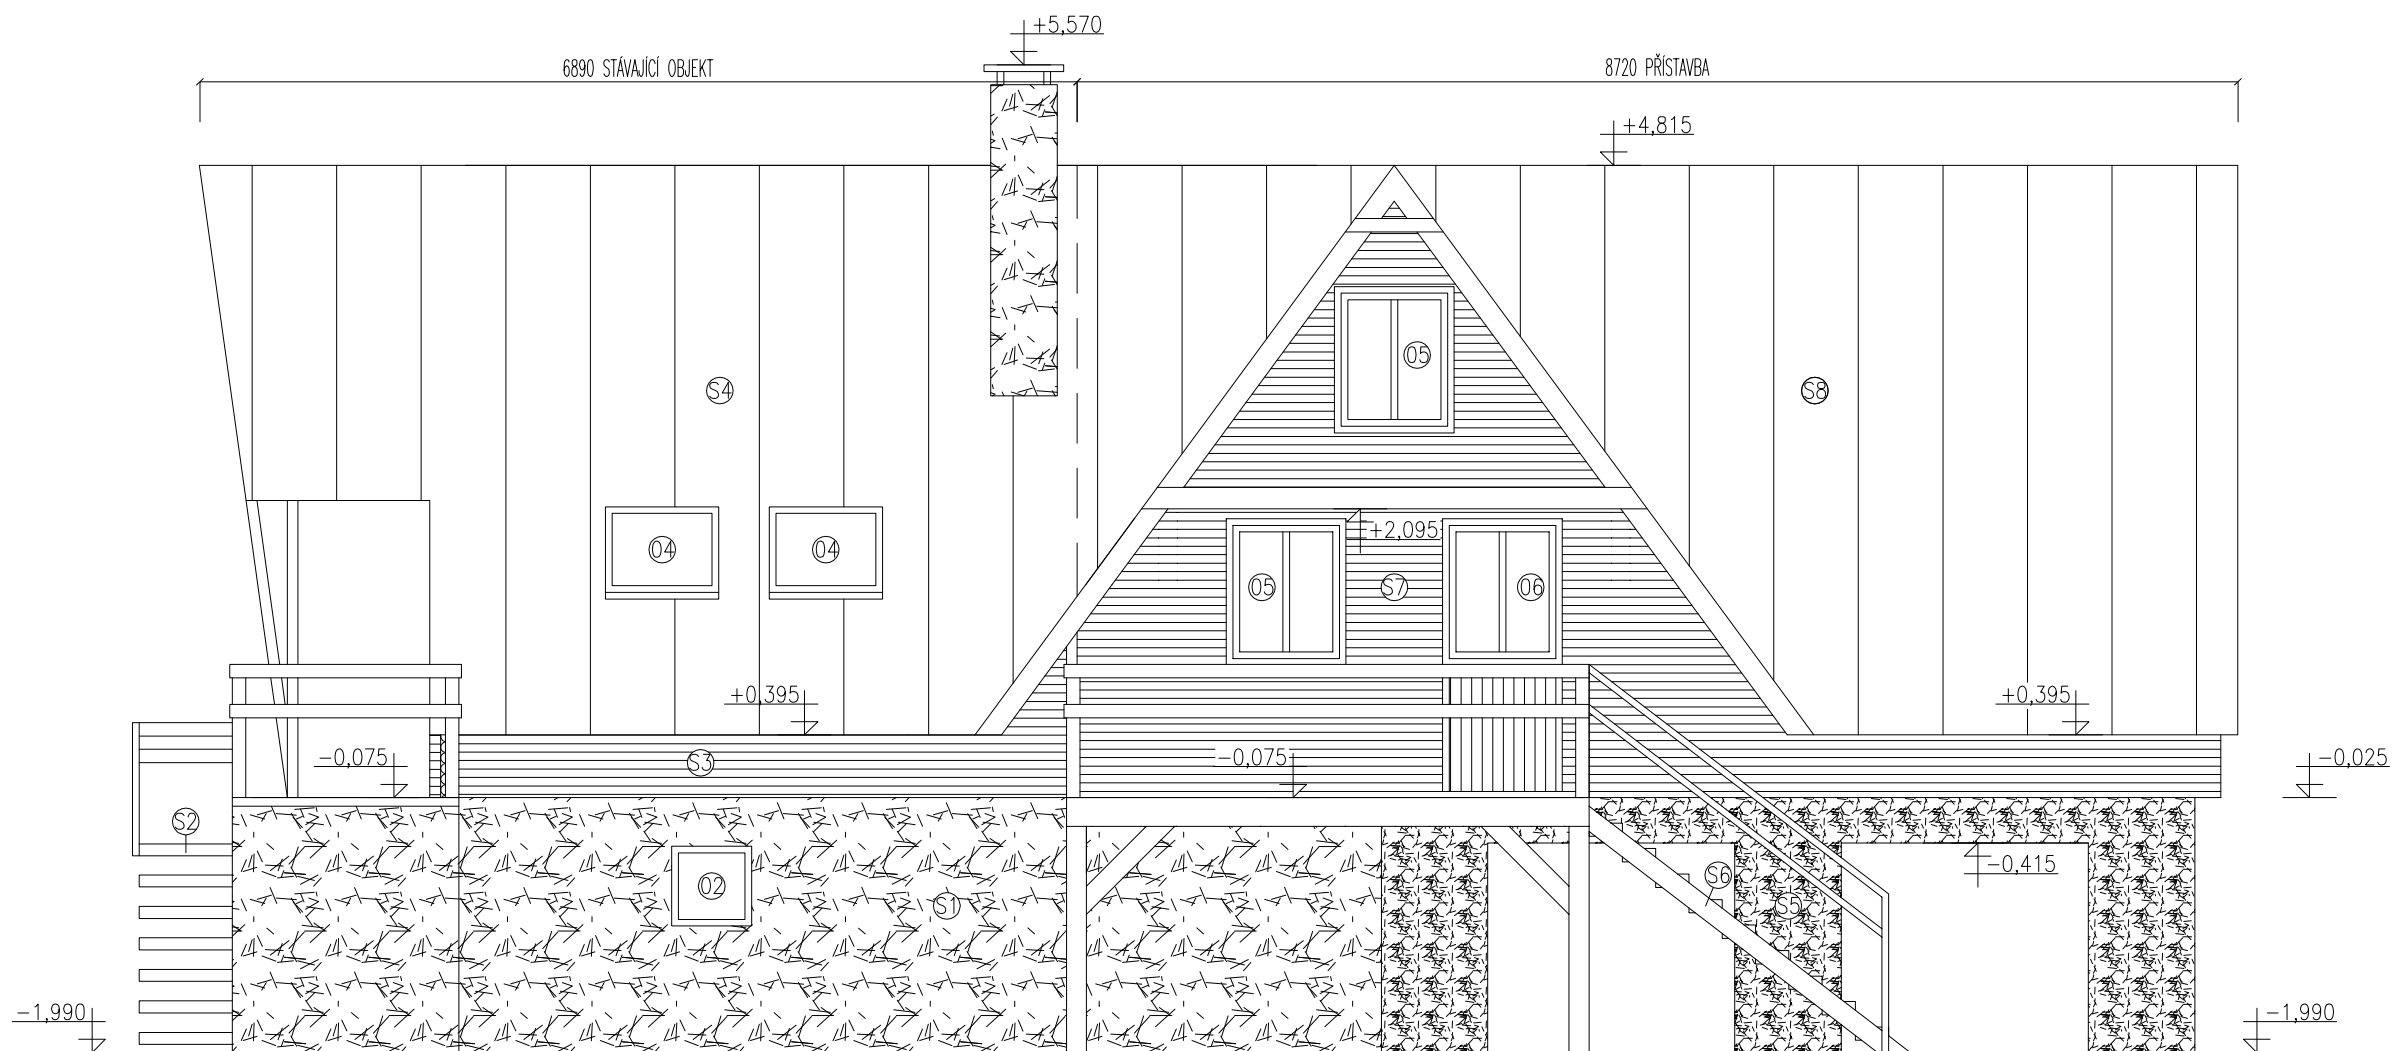 +5,570
6890 STÁVAJÍCÍ OBJEKT
8720 PŘÍSTAVBA
+4,815
05
S4
S8
+2,095
04
04
05
S7
06
+0,395
+0,395
-0,075
S3
-0,075
-0,025
S2
-0,415
02
S1
S6
S5
-1,990
-1,990